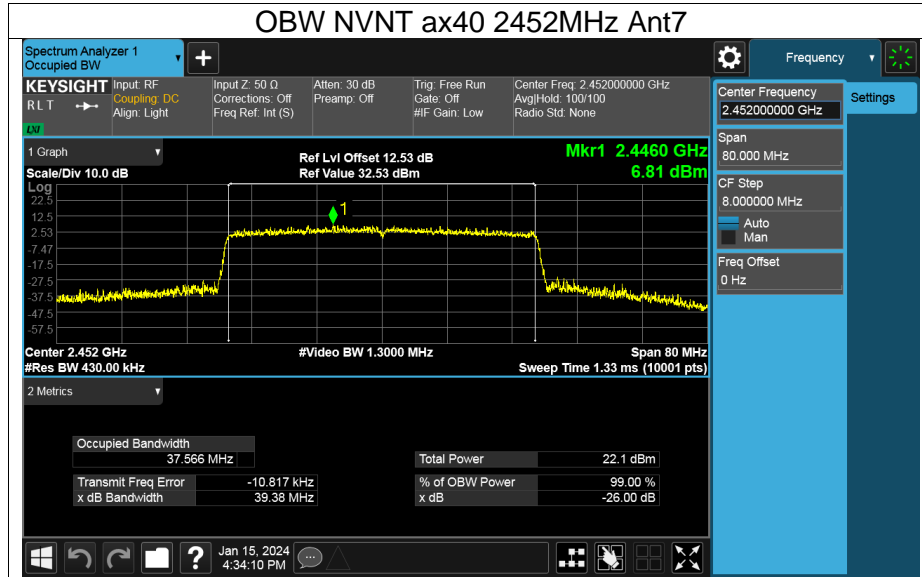 OBW NVNT ax40 2452MHz Ant7
Spectrum Analyzer 1
Occupied BW
+
Frequency
KEYSIGHT
R L T
LXI
Input: RF
Coupling: DC
Align: Light
Input Z: 50 Ω
Corrections: Off
Freq Ref: Int (S)
Atten: 30 dB
Preamp: Off
Trig: Free Run
Gate: Off
#IF Gain: Low
Center Freq: 2.452000000 GHz
Avg|Hold: 100/100
Radio Std: None
Center Frequency
2.452000000 GHz
Settings
Span
80.000 MHz
CF Step
8.000000 MHz
Auto
Man
Freq Offset
0 Hz
1 Graph
Scale/Div 10.0 dB
Ref Lvl Offset 12.53 dB
Ref Value 32.53 dBm
Mkr1 2.4460 GHz
6.81 dBm
Log
22.5
12.5
2.53
-7.47
-17.5
-27.5
-37.5
-47.5
-57.5
1
Center 2.452 GHz
#Video BW 1.3000 MHz
Span 80 MHz
#Res BW 430.00 kHz
Sweep Time 1.33 ms (10001 pts)
2 Metrics
Occupied Bandwidth
37.566 MHz
Total Power 22.1 dBm
Transmit Freq Error -10.817 kHz
% of OBW Power 99.00 %
x dB Bandwidth 39.38 MHz
x dB -26.00 dB
?
Jan 15, 2024
4:34:10 PM